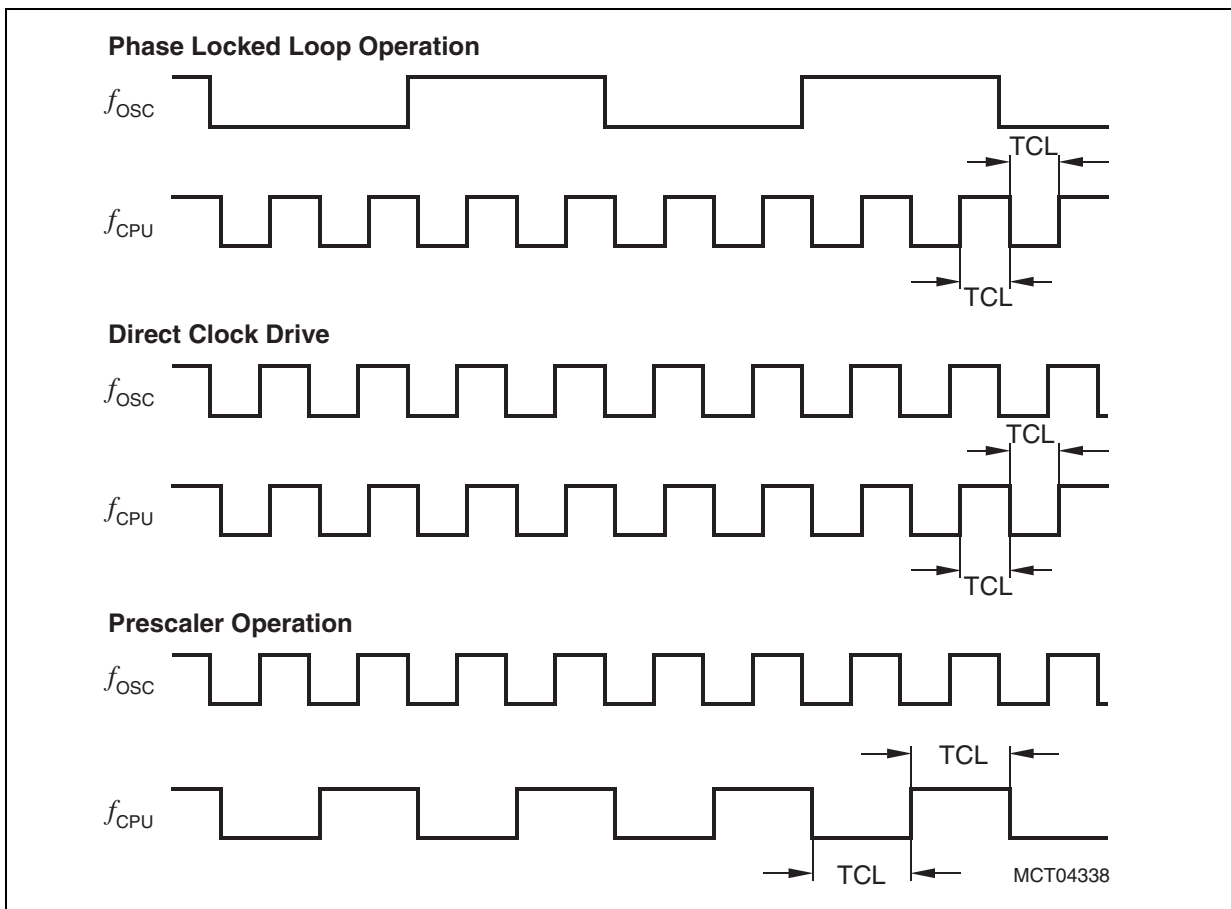 Phase Locked Loop Operation
fOSC
TCL
fCPU
TCL
Direct Clock Drive
fOSC
TCL
fCPU
TCL
Prescaler Operation
fOSC
TCL
fCPU
TCL
MCT04338